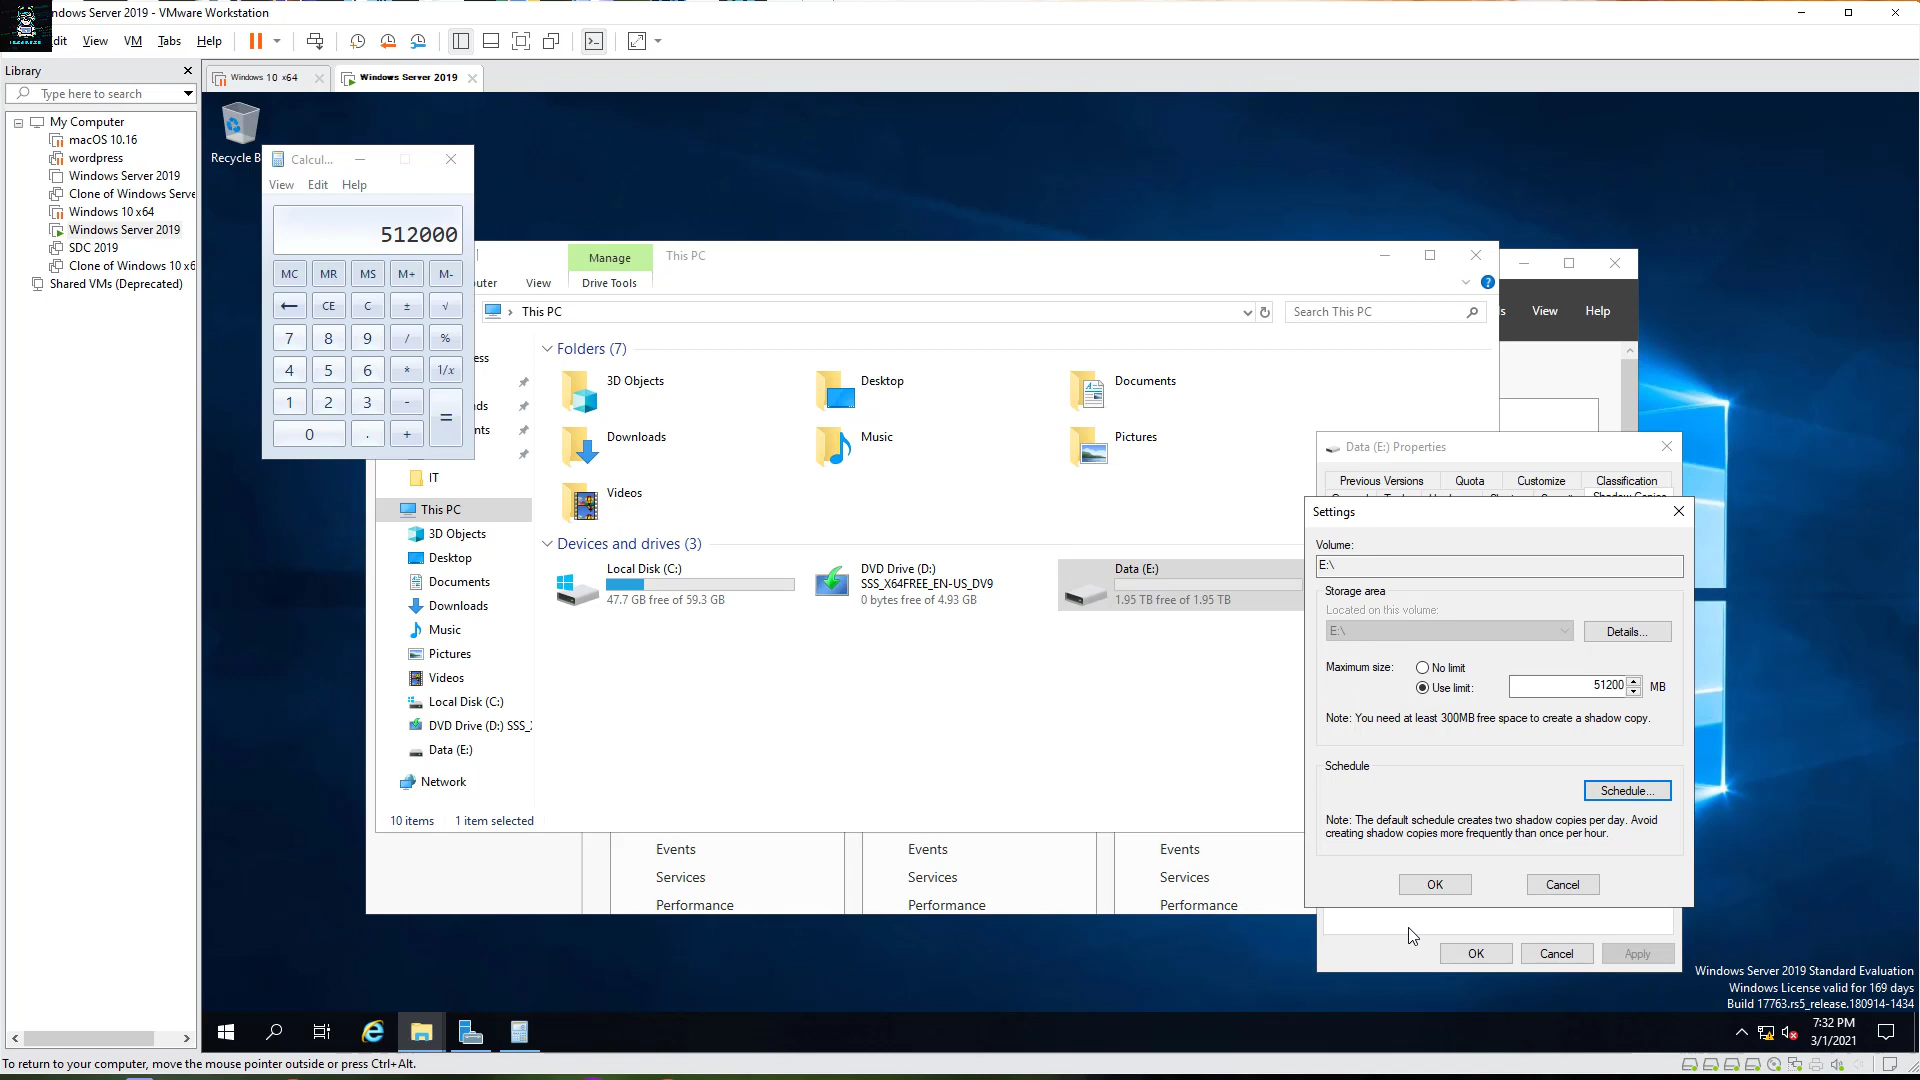 ndows Server 2019 - VMware Workstation
dit View VM Tabs Help
Library
Type here to search
My Computer
macOS 10.16
wordpress
Windows Server 2019
Clone of Windows Serve
Windows 10 x64
Windows Server 2019
SDC 2019
Clone of Windows 10 x6
Shared VMs (Deprecated)
Windows 10 x64
Windows Server 2019
Recycle B
Calcul...
View Edit Help
512000
MC MR MS M+ M-
← CE C ± √
7 8 9 / %
4 5 6 * 1/x
1 2 3 - =
0 . +
Manage
This PC
uter View Drive Tools
This PC
Search This PC
ess
ds
nts
IT
This PC
3D Objects
Desktop
Documents
Downloads
Music
Pictures
Videos
Local Disk (C:)
DVD Drive (D:) SSS_
Data (E:)
Network
Folders (7)
3D Objects
Desktop
Documents
Downloads
Music
Pictures
Videos
Devices and drives (3)
Local Disk (C:)
47.7 GB free of 59.3 GB
DVD Drive (D:)
SSS_X64FREE_EN-US_DV9
0 bytes free of 4.93 GB
Data (E:)
1.95 TB free of 1.95 TB
10 items 1 item selected
s View Help
Events
Services
Performance
Events
Services
Performance
Events
Services
Performance
Data (E:) Properties
Previous Versions Quota Customize Classification
Shadow Copies
Settings
Volume:
E:\
Storage area
Located on this volume:
E:\
Details...
Maximum size:
No limit
Use limit:
51200
MB
Note: You need at least 300MB free space to create a shadow copy.
Schedule
Schedule...
Note: The default schedule creates two shadow copies per day. Avoid
creating shadow copies more frequently than once per hour.
OK Cancel
OK Cancel Apply
Windows Server 2019 Standard Evaluation
Windows License valid for 169 days
Build 17763.rs5_release.180914-1434
7:32 PM
3/1/2021
To return to your computer, move the mouse pointer outside or press Ctrl+Alt.